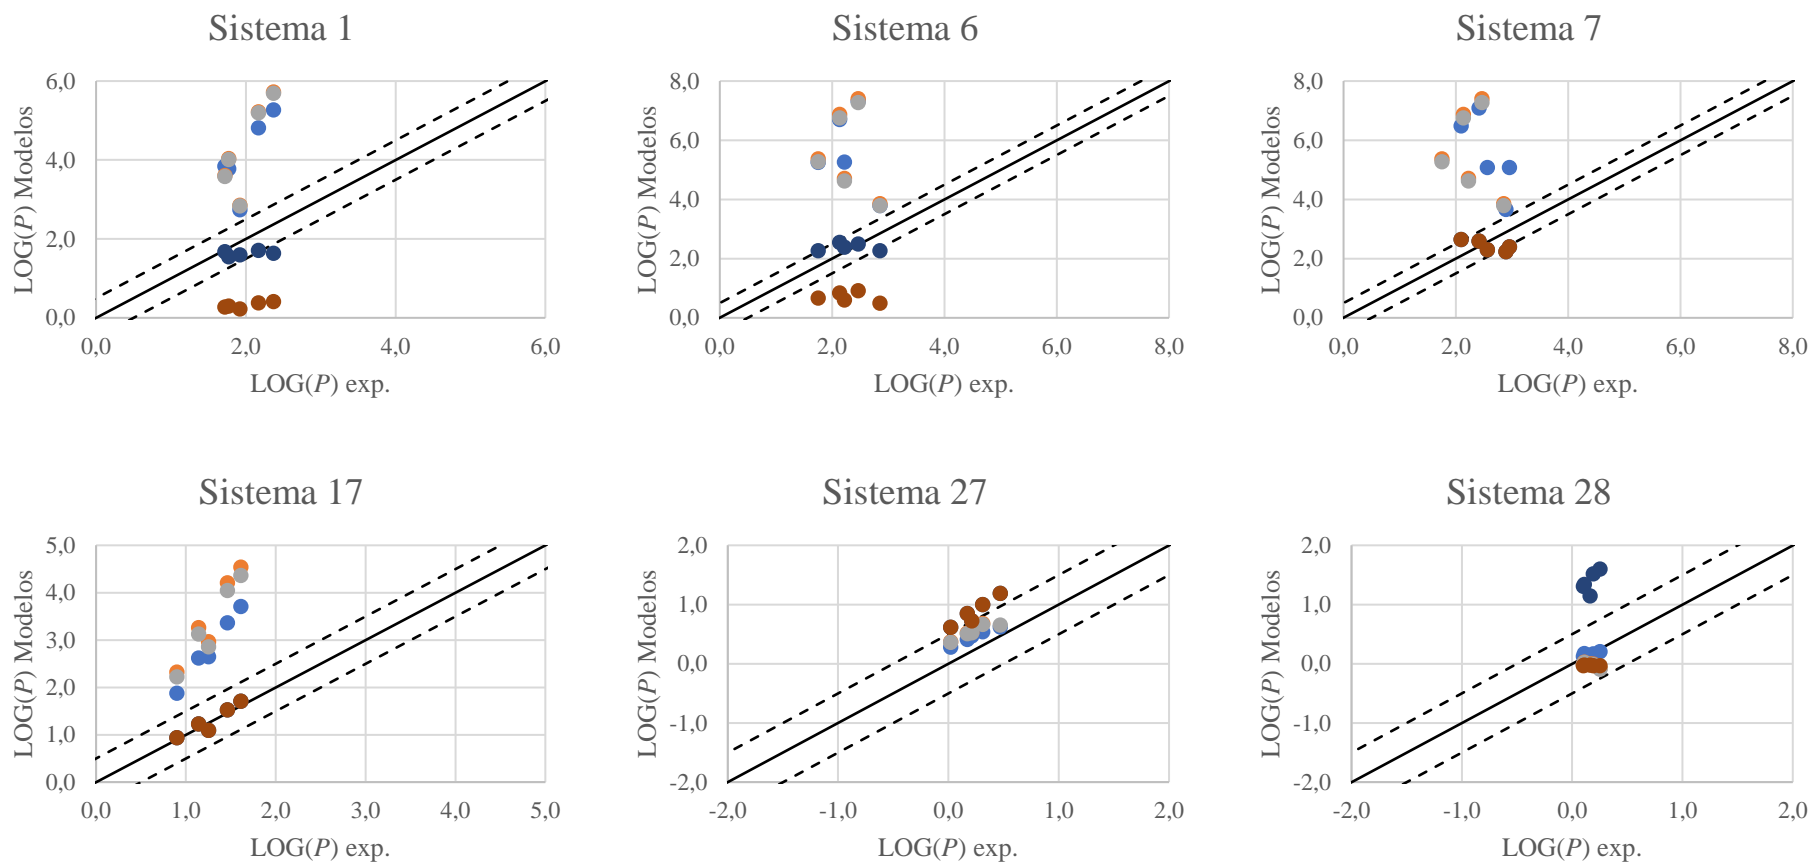 Sistema 1
6,0
4,0
2,0
0,0
0,0 2,0 4,0 6,0
LOG(P) Modelos
LOG(P) exp.
Sistema 6
8,0
6,0
4,0
2,0
0,0
0,0 2,0 4,0 6,0 8,0
LOG(P) Modelos
LOG(P) exp.
Sistema 7
8,0
6,0
4,0
2,0
0,0
0,0 2,0 4,0 6,0 8,0
LOG(P) Modelos
LOG(P) exp.
Sistema 17
5,0
4,0
3,0
2,0
1,0
0,0
0,0 1,0 2,0 3,0 4,0 5,0
LOG(P) Modelos
LOG(P) exp.
Sistema 27
2,0
1,0
0,0
-1,0
-2,0
-2,0 -1,0 0,0 1,0 2,0
LOG(P) Modelos
LOG(P) exp.
Sistema 28
2,0
1,0
0,0
-1,0
-2,0
-2,0 -1,0 0,0 1,0 2,0
LOG(P) Modelos
LOG(P) exp.